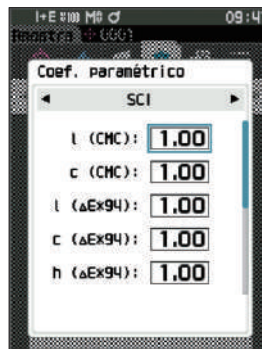 I+E
M
09:4
Coef. paramétrico
◄ SCI ►
l (CMC): 1.00
c (CMC): 1.00
l (ΔE*94): 1.00
c (ΔE*94): 1.00
h (ΔE*94): 1.00